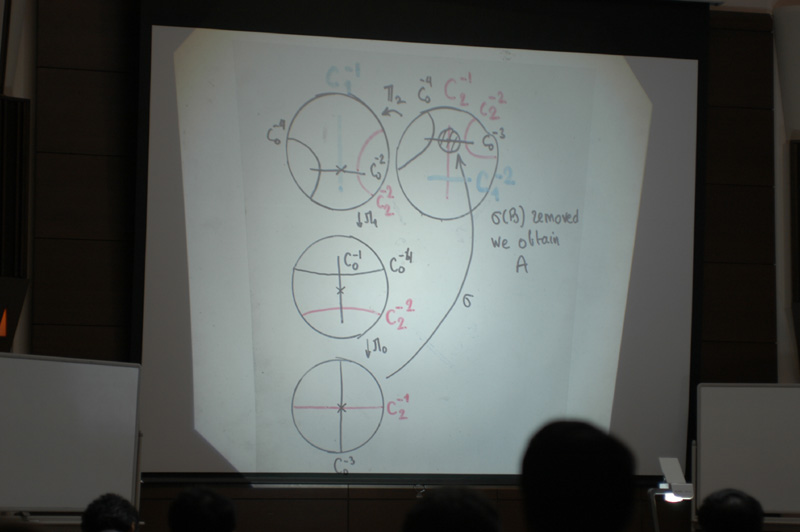 C₁⁻¹
Π₂
C₀⁻⁴
C₂⁻¹
C₂⁻²
C₀⁻⁴
C₀⁻²
C₂⁻²
C₀⁻³
C₁⁻²
↓Π₁
σ(B) removed
we obtain
A
C₀⁻¹
C₀⁻⁴
C₂⁻²
σ
↓Π₀
C₂⁻¹
C₀⁻³